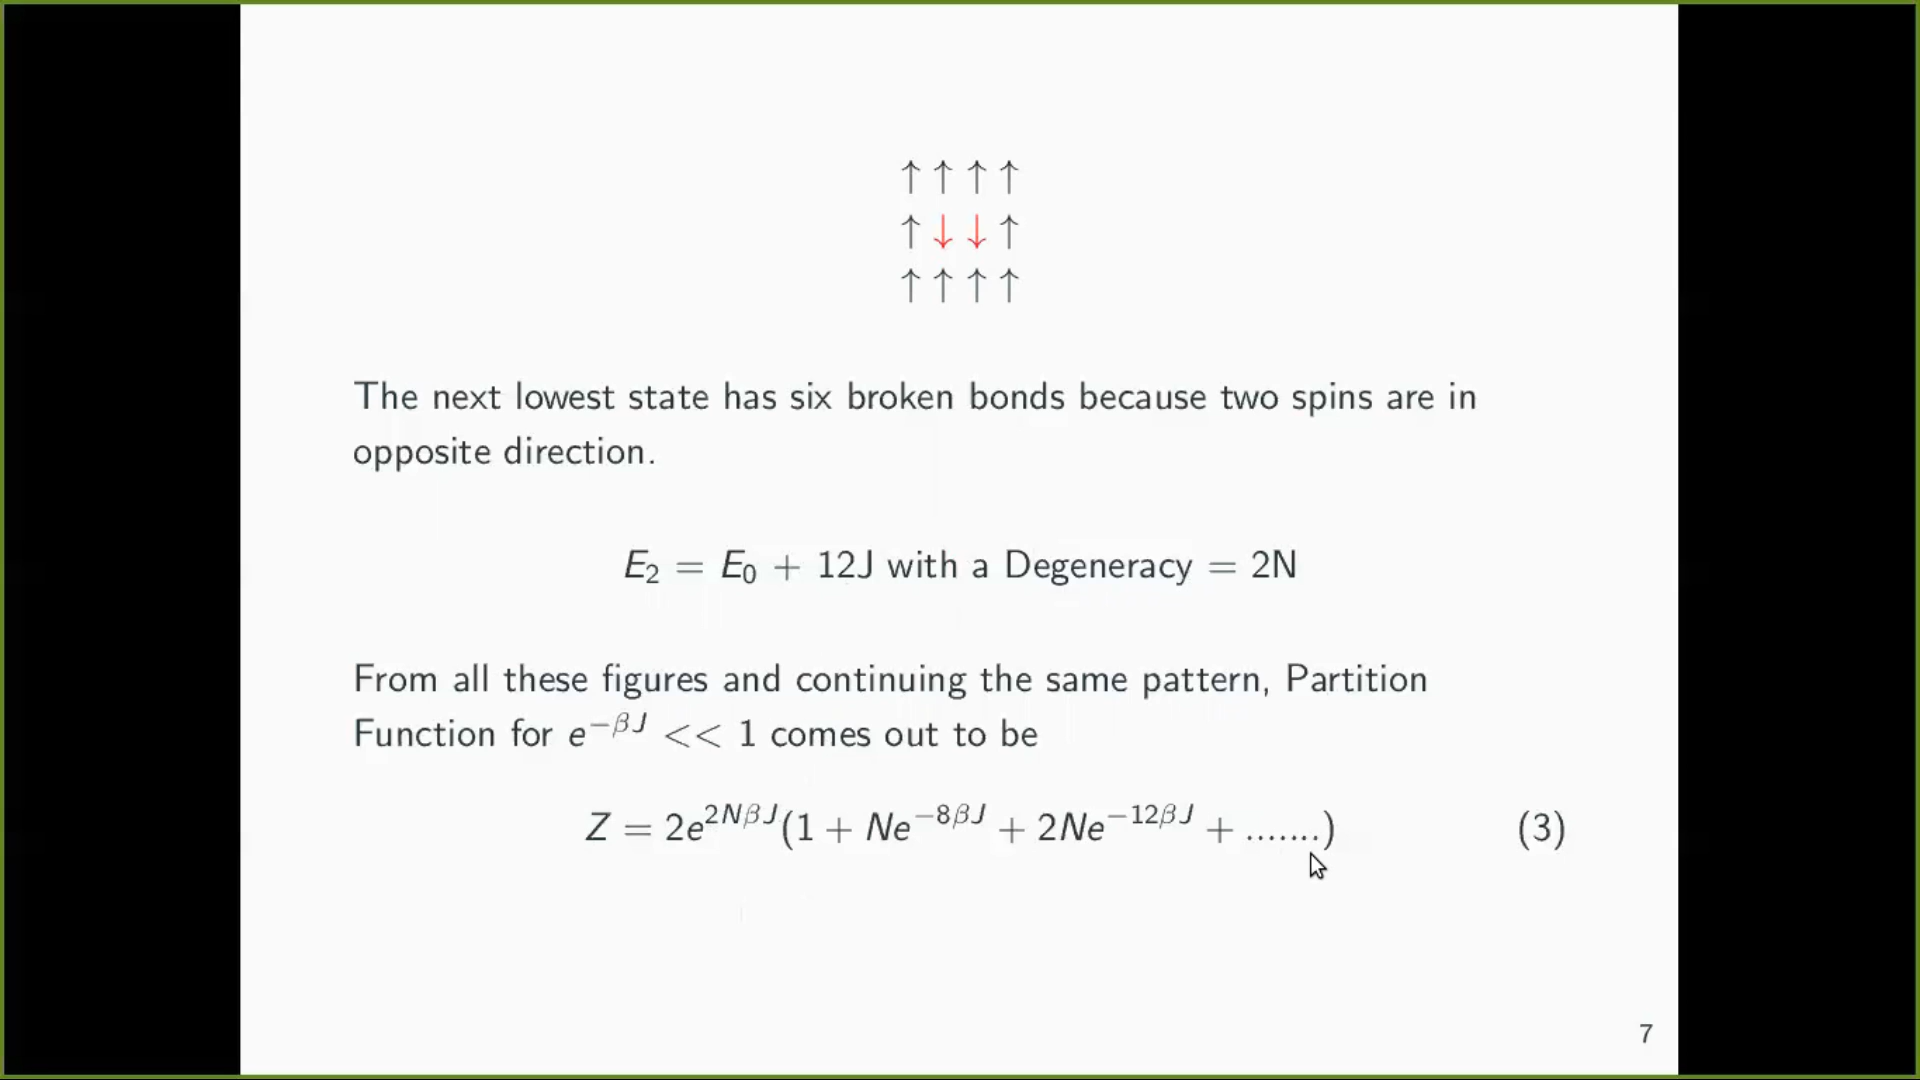 ↑ ↑ ↑ ↑
↑ ↓ ↓ ↑
↑ ↑ ↑ ↑
The next lowest state has six broken bonds because two spins are in
opposite direction.
E₂ = E₀ + 12J with a Degeneracy = 2N
From all these figures and continuing the same pattern, Partition
Function for e^{−βJ} << 1 comes out to be
Z = 2e^{2NβJ}(1 + Ne^{−8βJ} + 2Ne^{−12βJ} + .......) (3)
7